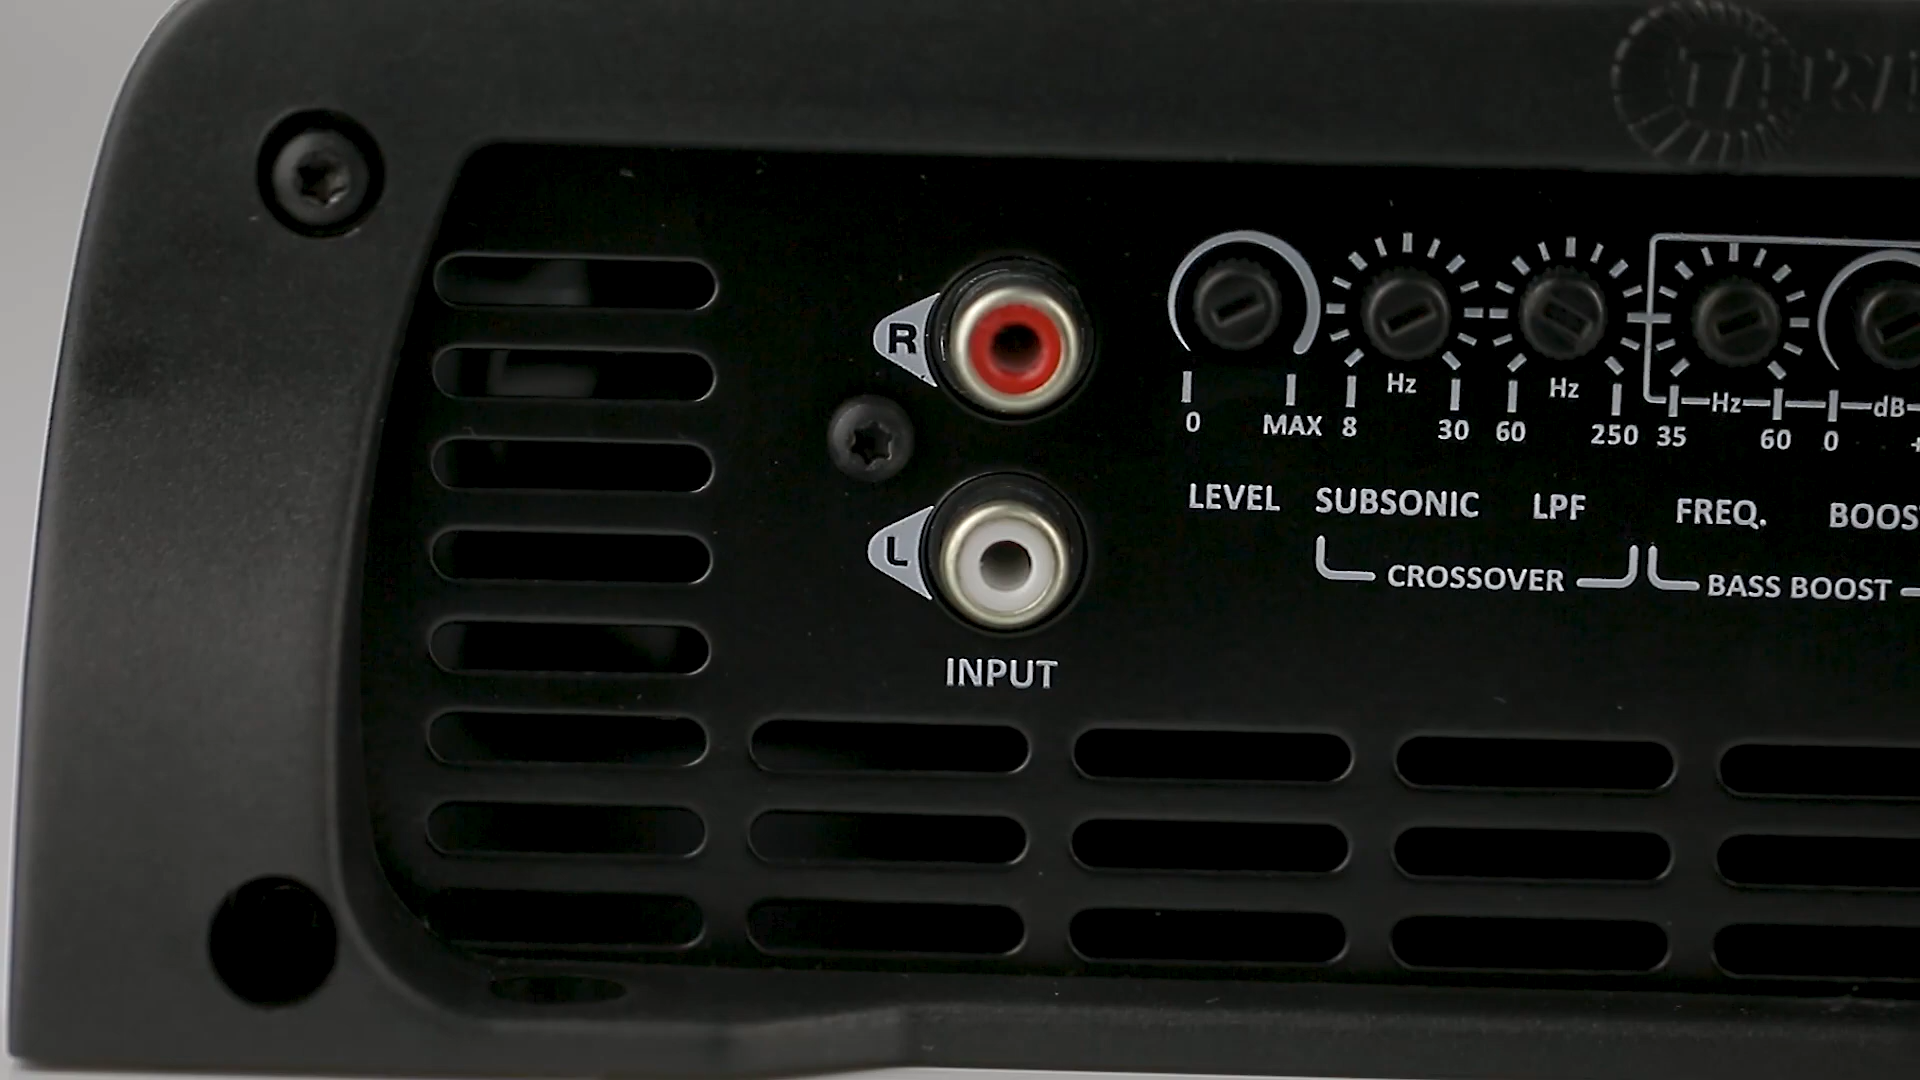 R
Hz
Hz
Hz
dB
0
MAX
8
30
60
250
35
60
0
LEVEL
SUBSONIC
LPF
FREQ.
L
CROSSOVER
BASS BOOST
INPUT